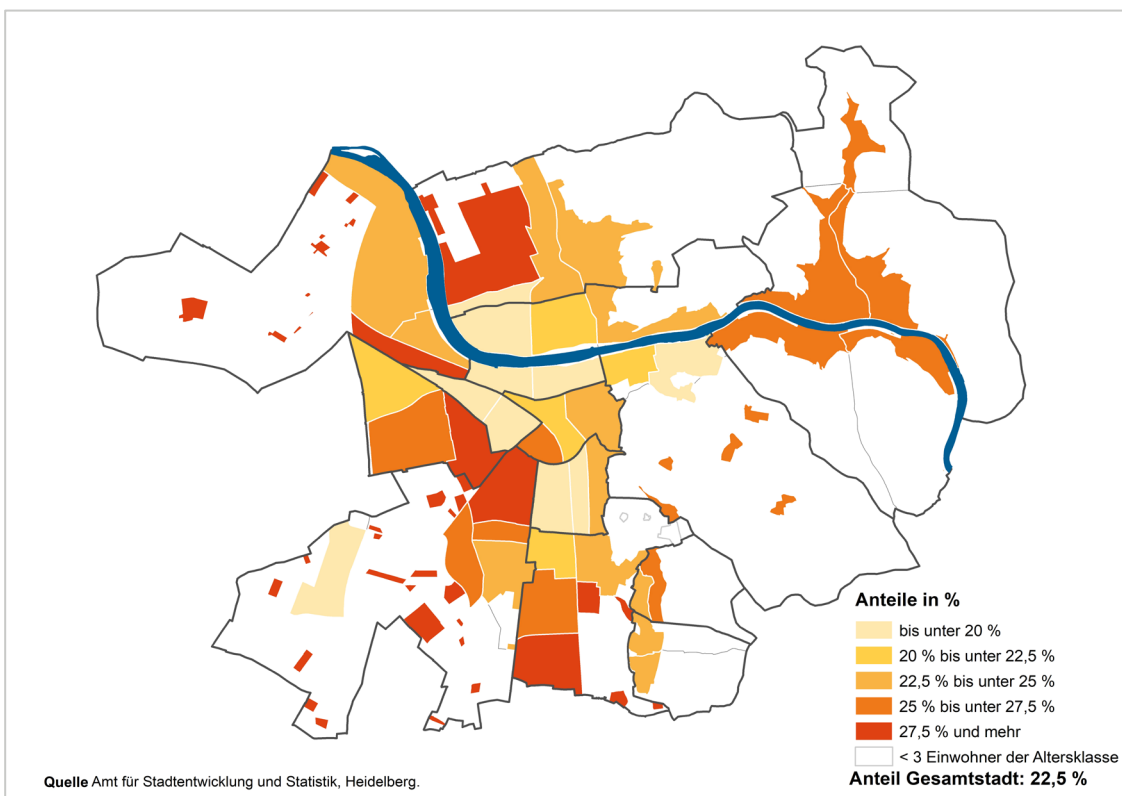 Anteile in %
bis unter 20 %
20 % bis unter 22,5 %
22,5 % bis unter 25 %
25 % bis unter 27,5 %
27,5 % und mehr
< 3 Einwohner der Altersklasse
Anteil Gesamtstadt: 22,5 %
Quelle Amt für Stadtentwicklung und Statistik, Heidelberg.